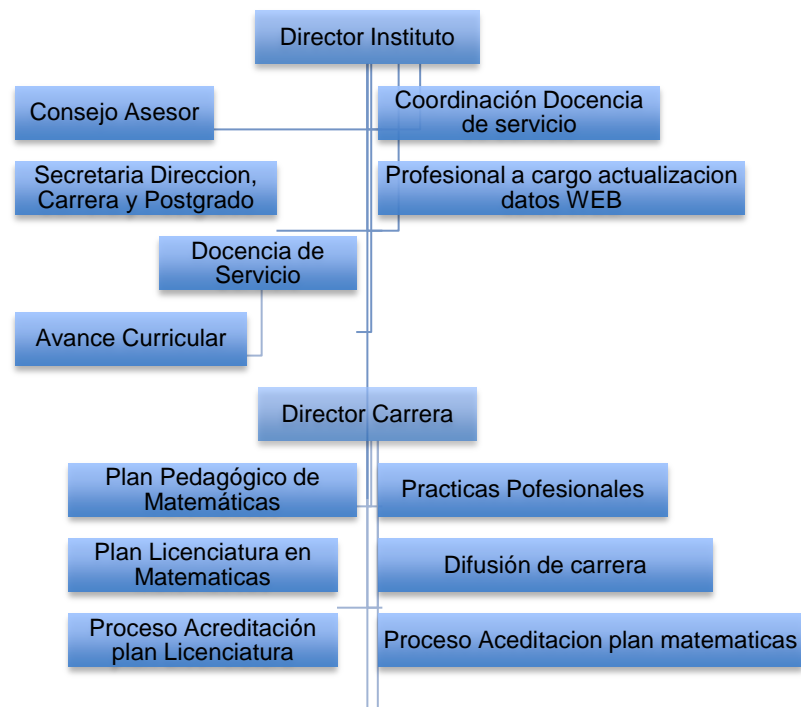 Director Instituto
Consejo Asesor
Coordinación Docencia
de servicio
Secretaria Direccion,
Carrera y Postgrado
Profesional a cargo actualizacion
datos WEB
Docencia de
Servicio
Avance Curricular
Director Carrera
Plan Pedagógico de
Matemáticas
Practicas Pofesionales
Plan Licenciatura en
Matematicas
Difusión de carrera
Proceso Acreditación
plan Licenciatura
Proceso Aceditacion plan matematicas